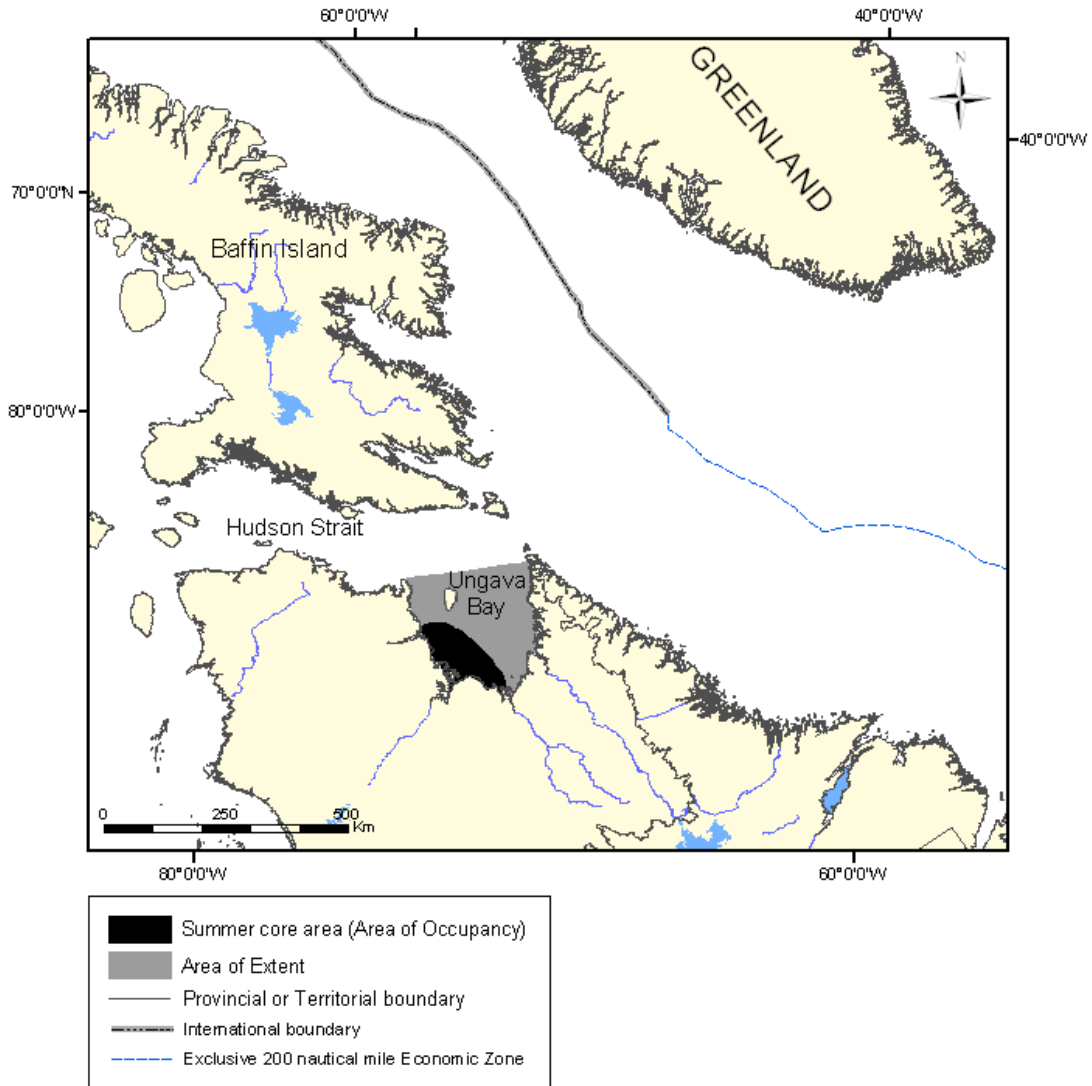 60°0'0"W
40°0'0"W
N
GREENLAND
40°0'0"W
70°0'0"N
Baffin Island
80°0'0"W
Hudson Strait
Ungava
Bay
0 250 500
Km
80°0'0"W
60°0'0"W
Summer core area (Area of Occupancy)
Area of Extent
Provincial or Territorial boundary
International boundary
Exclusive 200 nautical mile Economic Zone